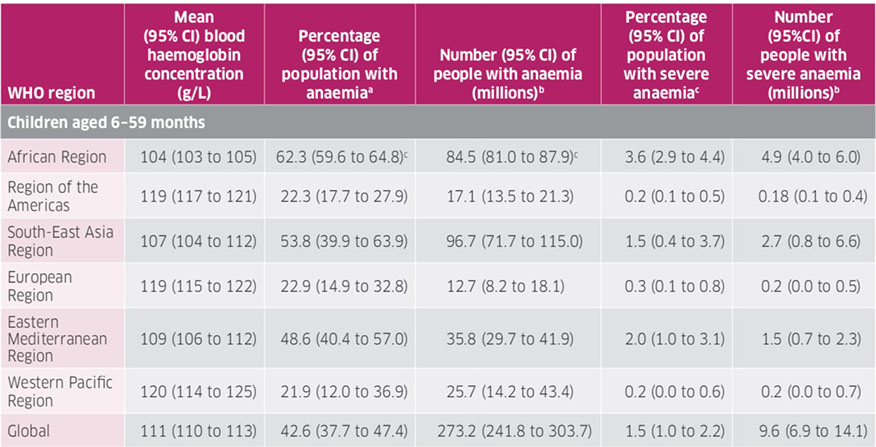 WHO region | Mean (95% CI) blood haemoglobin concentration (g/L) | Percentage (95% CI) of population with anaemiaᵃ | Number (95% CI) of people with anaemia (millions)ᵇ | Percentage (95% CI) of population with severe anaemiaᶜ | Number (95%CI) of people with severe anaemia (millions)ᵇ
Children aged 6–59 months
African Region | 104 (103 to 105) | 62.3 (59.6 to 64.8)ᶜ | 84.5 (81.0 to 87.9)ᶜ | 3.6 (2.9 to 4.4) | 4.9 (4.0 to 6.0)
Region of the Americas | 119 (117 to 121) | 22.3 (17.7 to 27.9) | 17.1 (13.5 to 21.3) | 0.2 (0.1 to 0.5) | 0.18 (0.1 to 0.4)
South-East Asia Region | 107 (104 to 112) | 53.8 (39.9 to 63.9) | 96.7 (71.7 to 115.0) | 1.5 (0.4 to 3.7) | 2.7 (0.8 to 6.6)
European Region | 119 (115 to 122) | 22.9 (14.9 to 32.8) | 12.7 (8.2 to 18.1) | 0.3 (0.1 to 0.8) | 0.2 (0.0 to 0.5)
Eastern Mediterranean Region | 109 (106 to 112) | 48.6 (40.4 to 57.0) | 35.8 (29.7 to 41.9) | 2.0 (1.0 to 3.1) | 1.5 (0.7 to 2.3)
Western Pacific Region | 120 (114 to 125) | 21.9 (12.0 to 36.9) | 25.7 (14.2 to 43.4) | 0.2 (0.0 to 0.6) | 0.2 (0.0 to 0.7)
Global | 111 (110 to 113) | 42.6 (37.7 to 47.4) | 273.2 (241.8 to 303.7) | 1.5 (1.0 to 2.2) | 9.6 (6.9 to 14.1)